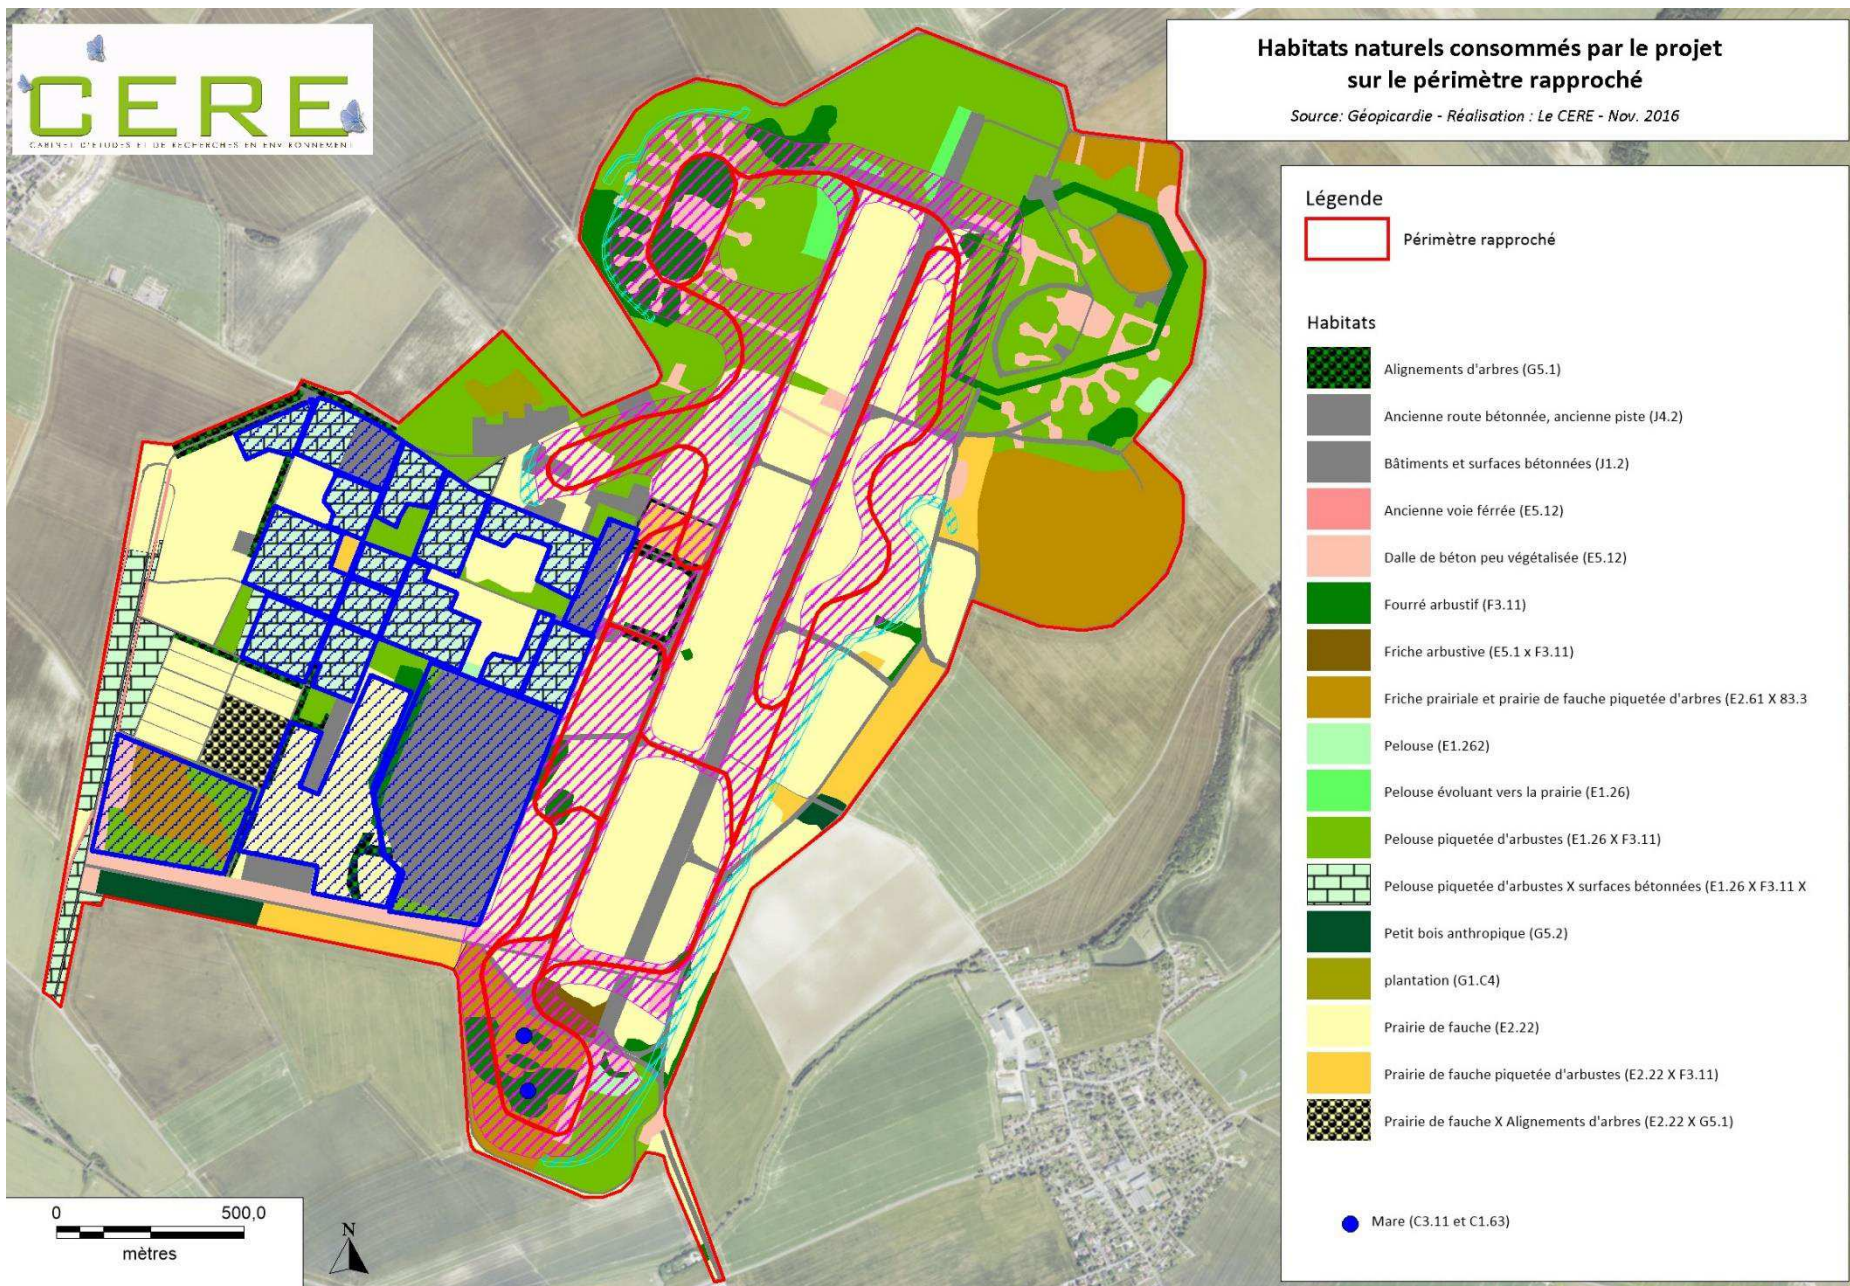 CERE
CABINET D'ETUDES ET DE RECHERCHES EN ENVIRONNEMENT
Habitats naturels consommés par le projet
sur le périmètre rapproché
Source: Géopicardie - Réalisation : Le CERE - Nov. 2016
Légende
Périmètre rapproché
Habitats
Alignements d'arbres (G5.1)
Ancienne route bétonnée, ancienne piste (J4.2)
Bâtiments et surfaces bétonnées (J1.2)
Ancienne voie férrée (E5.12)
Dalle de béton peu végétalisée (E5.12)
Fourré arbustif (F3.11)
Friche arbustive (E5.1 x F3.11)
Friche prairiale et prairie de fauche piquetée d'arbres (E2.61 X 83.3
Pelouse (E1.262)
Pelouse évoluant vers la prairie (E1.26)
Pelouse piquetée d'arbustes (E1.26 X F3.11)
Pelouse piquetée d'arbustes X surfaces bétonnées (E1.26 X F3.11 X
Petit bois anthropique (G5.2)
plantation (G1.C4)
Prairie de fauche (E2.22)
Prairie de fauche piquetée d'arbustes (E2.22 X F3.11)
Prairie de fauche X Alignements d'arbres (E2.22 X G5.1)
Mare (C3.11 et C1.63)
0 500,0
mètres
N